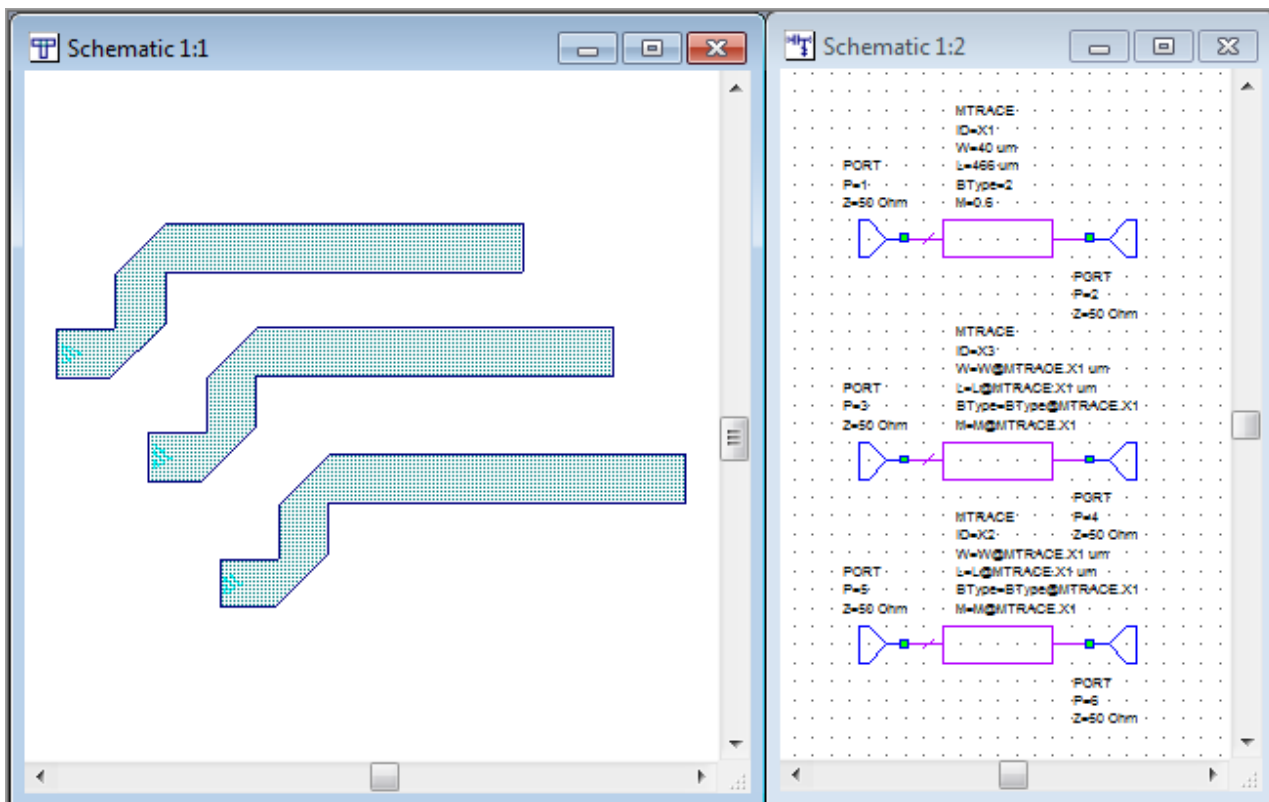 Schematic 1:1
Schematic 1:2
MTRACE
ID=X1
W=40 um
L=466 um
BType=2
M=0.6
PORT
P=1
Z=50 Ohm
PORT
P=2
Z=50 Ohm
MTRACE
ID=X3
W=W@MTRACE.X1 um
L=L@MTRACE.X1 um
BType=BType@MTRACE.X1
M=M@MTRACE.X1
PORT
P=3
Z=50 Ohm
PORT
P=4
Z=50 Ohm
MTRACE
ID=X2
W=W@MTRACE.X1 um
L=L@MTRACE.X1 um
BType=BType@MTRACE.X1
M=M@MTRACE.X1
PORT
P=5
Z=50 Ohm
PORT
P=6
Z=50 Ohm